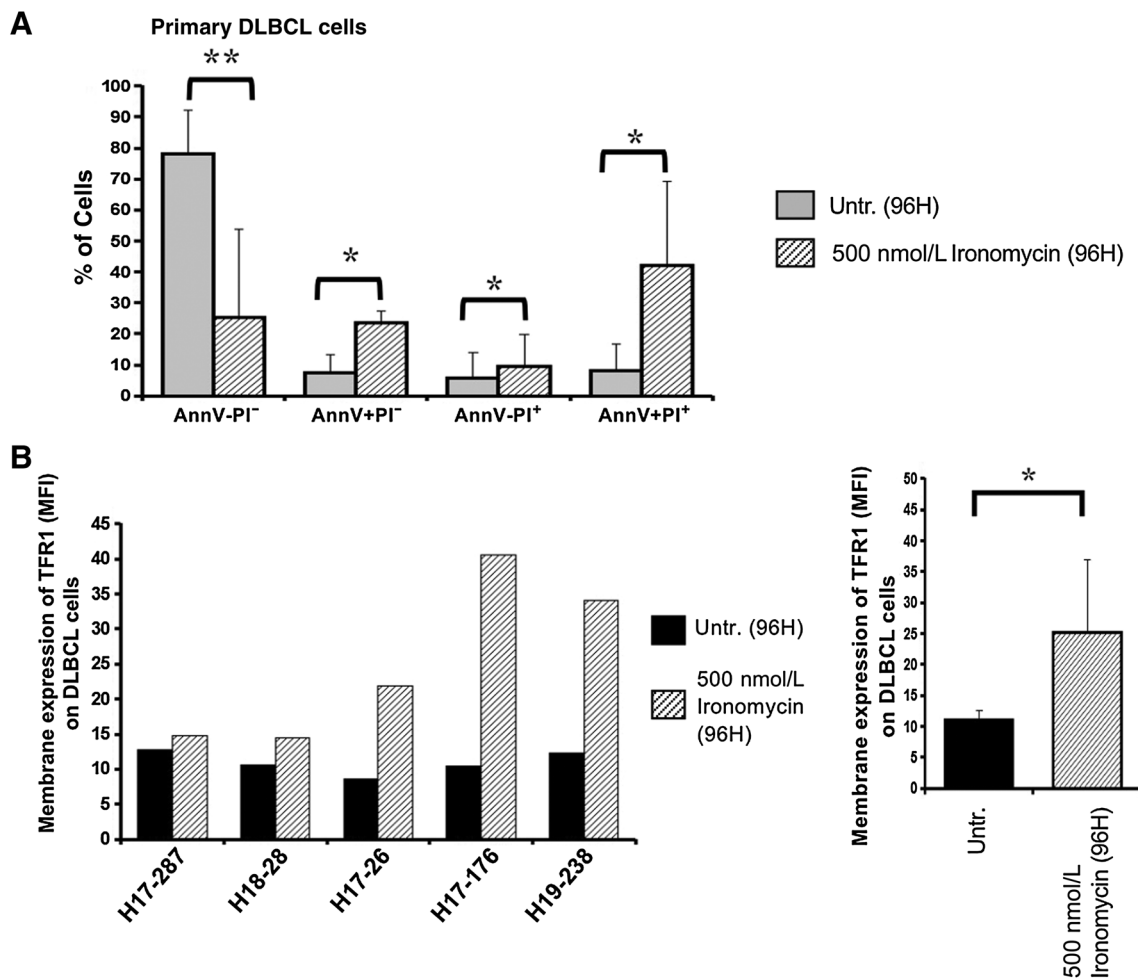 A
Primary DLBCL cells
**
*
*
*
% of Cells
100
90
80
70
60
50
40
30
20
10
0
AnnV-PI⁻
AnnV+PI⁻
AnnV-PI⁺
AnnV+PI⁺
Untr. (96H)
500 nmol/L Ironomycin (96H)
B
Membrane expression of TFR1 (MFI)
on DLBCL cells
45
40
35
30
25
20
15
10
5
0
H17-287
H18-28
H17-26
H17-176
H19-238
Untr. (96H)
500 nmol/L
Ironomycin
(96H)
Membrane expression of TFR1 (MFI)
on DLBCL cells
50
45
40
35
30
25
20
15
10
5
0
*
Untr.
500 nmol/L
Ironomycin (96H)